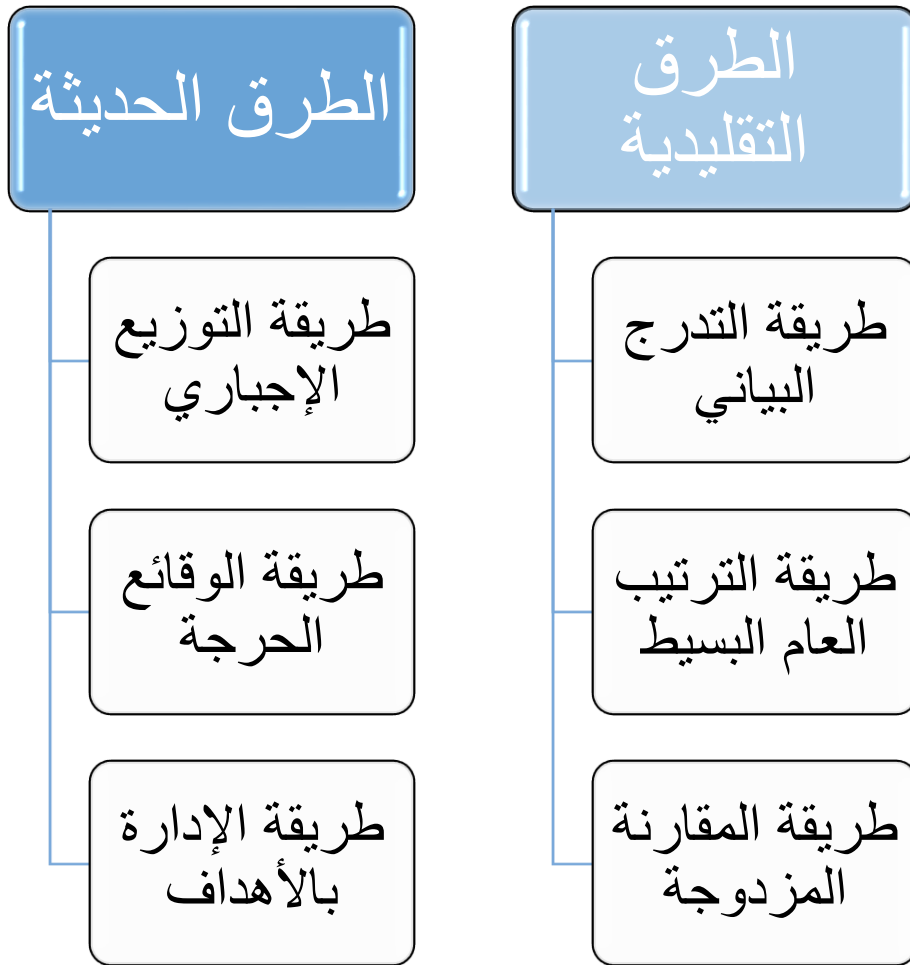 الطرق
التقليدية
طريقة التدرج
البياني
طريقة الترتيب
العام البسيط
طريقة المقارنة
المزدوجة
الطرق الحديثة
طريقة التوزيع
الإجباري
طريقة الوقائع
الحرجة
طريقة الإدارة
بالأهداف